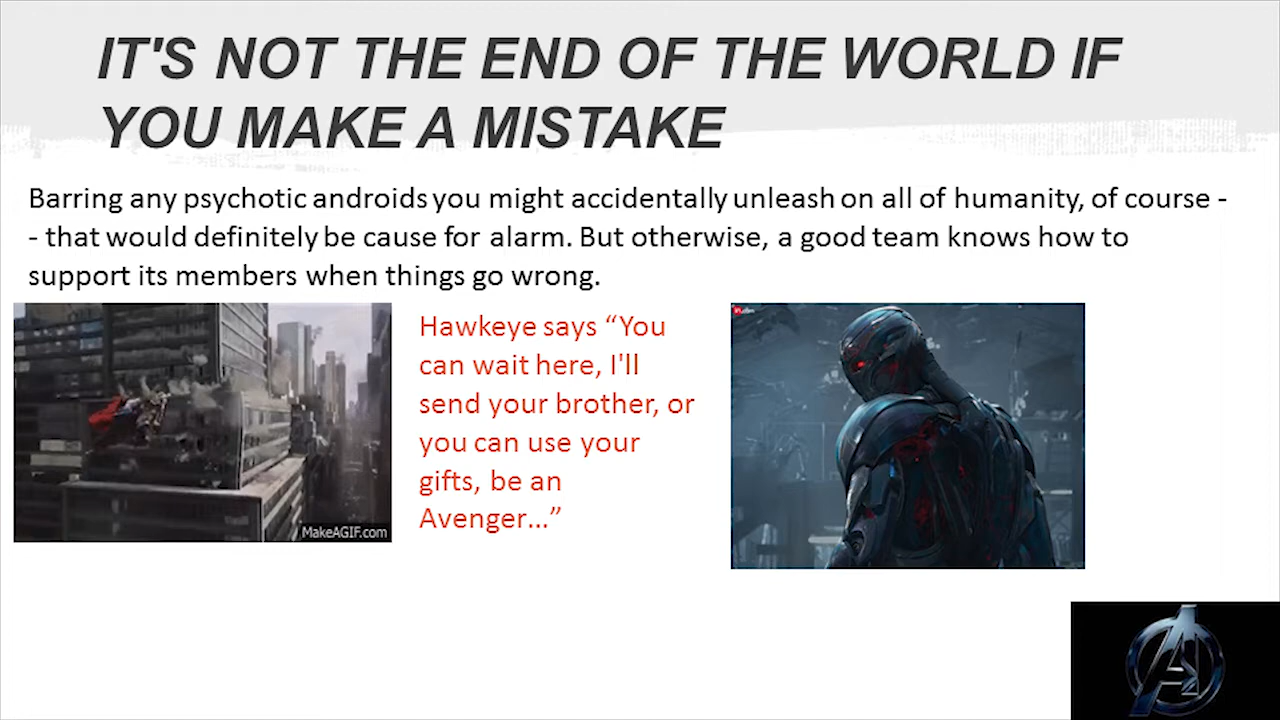 IT'S NOT THE END OF THE WORLD IF
YOU MAKE A MISTAKE
Barring any psychotic androids you might accidentally unleash on all of humanity, of course -
- that would definitely be cause for alarm. But otherwise, a good team knows how to
support its members when things go wrong.
Hawkeye says “You
can wait here, I'll
send your brother, or
you can use your
gifts, be an
Avenger…”
MakeAGIF.com
in.com